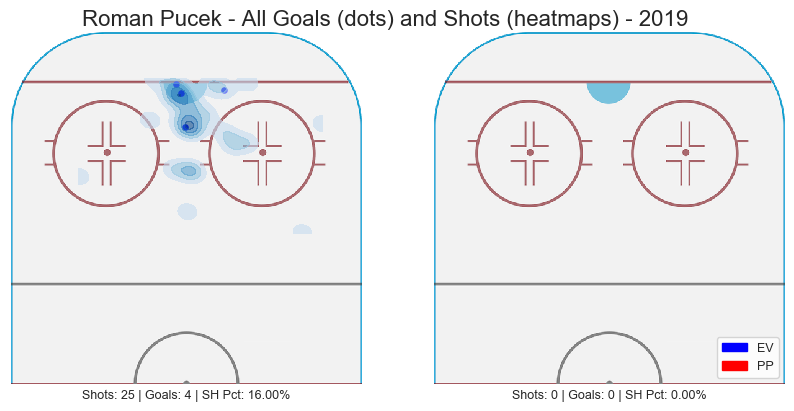 Roman Pucek - All Goals (dots) and Shots (heatmaps) - 2019
EV
PP
Shots: 25 | Goals: 4 | SH Pct: 16.00%
Shots: 0 | Goals: 0 | SH Pct: 0.00%